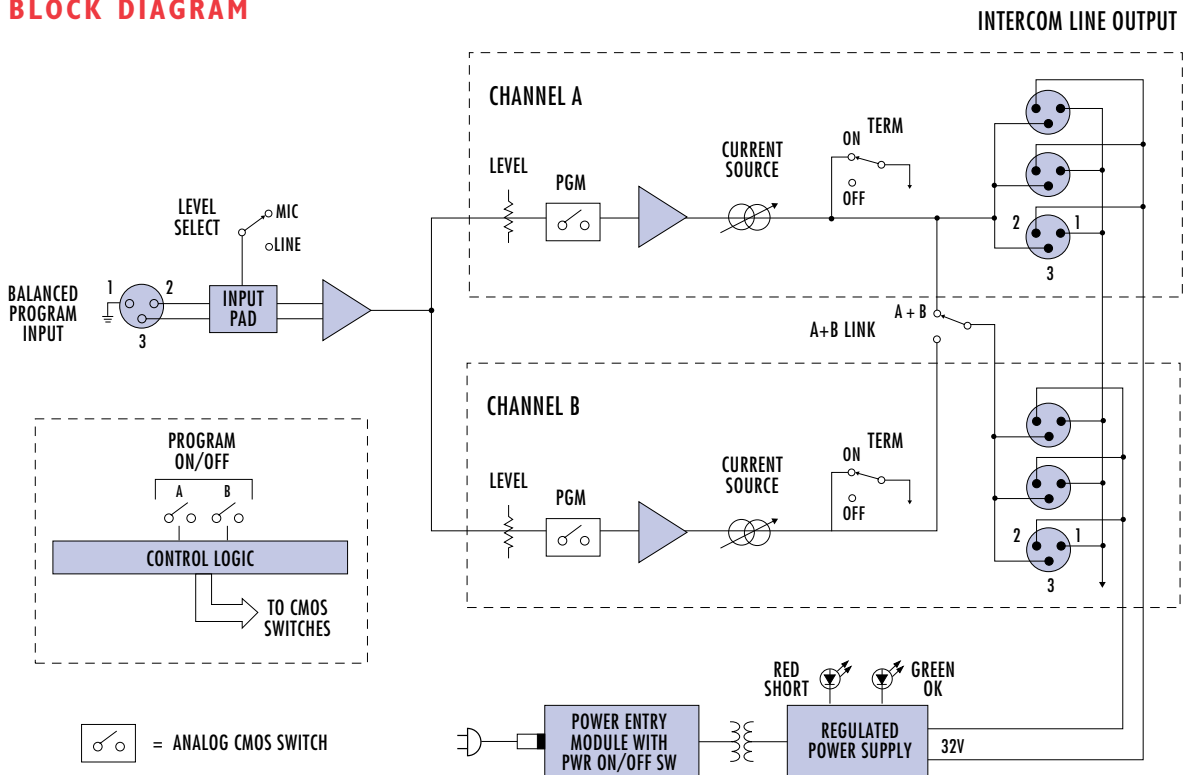 BLOCK DIAGRAM
INTERCOM LINE OUTPUT
CHANNEL A
LEVEL
PGM
CURRENT
SOURCE
ON
TERM
OFF
2
1
3
LEVEL
SELECT
MIC
LINE
BALANCED
PROGRAM
INPUT
1
2
3
INPUT
PAD
A+B LINK
A + B
CHANNEL B
LEVEL
PGM
CURRENT
SOURCE
ON
TERM
OFF
2
1
3
PROGRAM
ON/OFF
A
B
CONTROL LOGIC
TO CMOS
SWITCHES
= ANALOG CMOS SWITCH
POWER ENTRY
MODULE WITH
PWR ON/OFF SW
RED
SHORT
GREEN
OK
REGULATED
POWER SUPPLY
32V